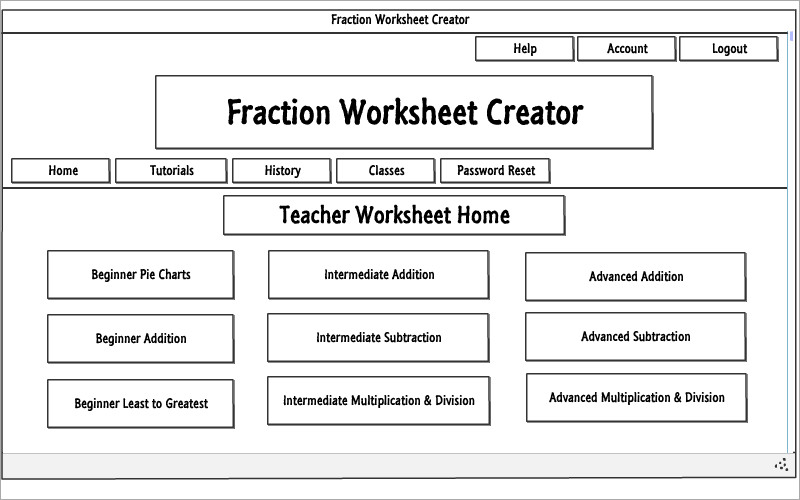 Fraction Worksheet Creator
Help Account Logout
Fraction Worksheet Creator
Home Tutorials History Classes Password Reset
Teacher Worksheet Home
Beginner Pie Charts Intermediate Addition Advanced Addition
Beginner Addition Intermediate Subtraction Advanced Subtraction
Beginner Least to Greatest Intermediate Multiplication & Division Advanced Multiplication & Division